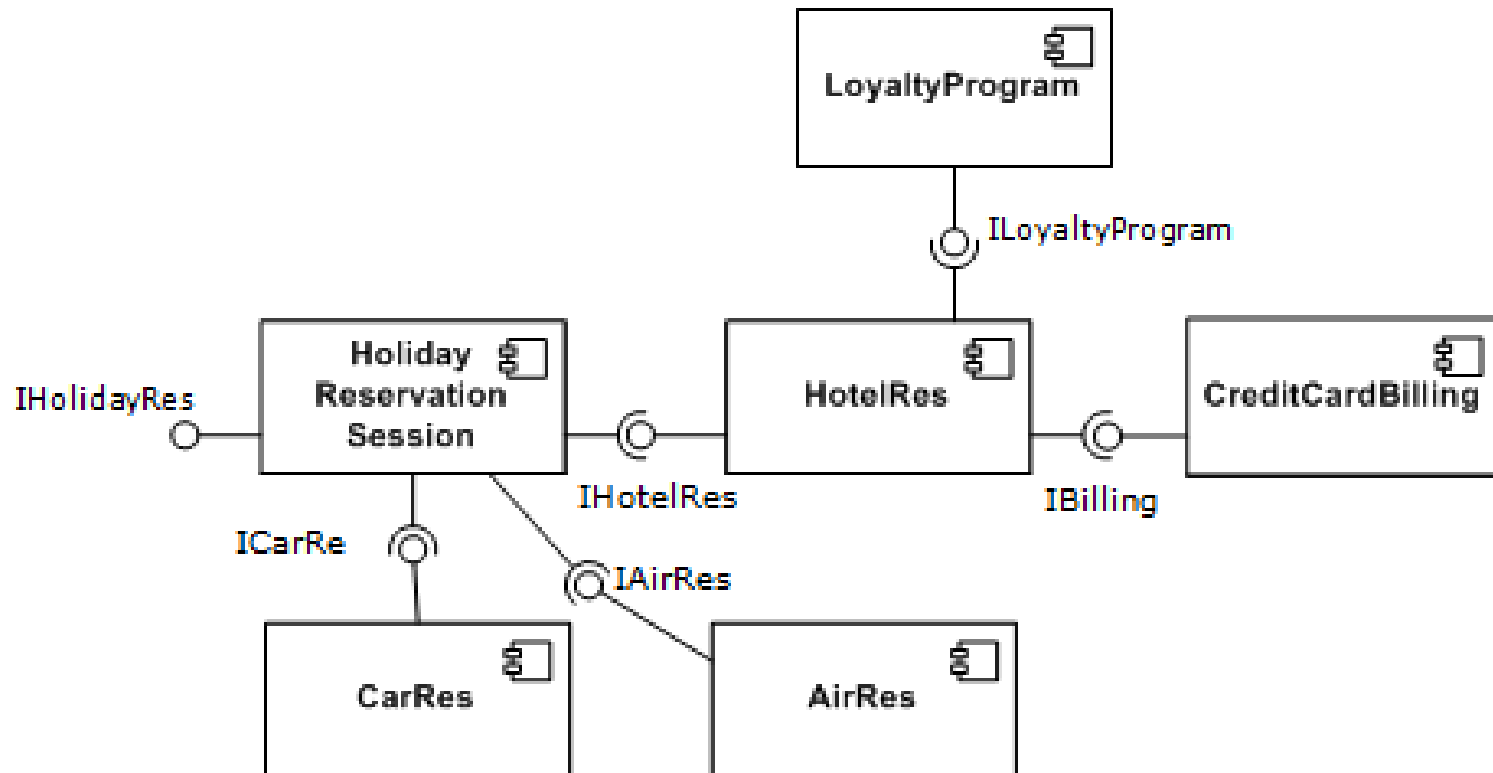 LoyaltyProgram
ILoyaltyProgram
Holiday
Reservation
Session
HotelRes
CreditCardBilling
IHolidayRes
IHotelRes
IBilling
ICarRe
IAirRes
CarRes
AirRes